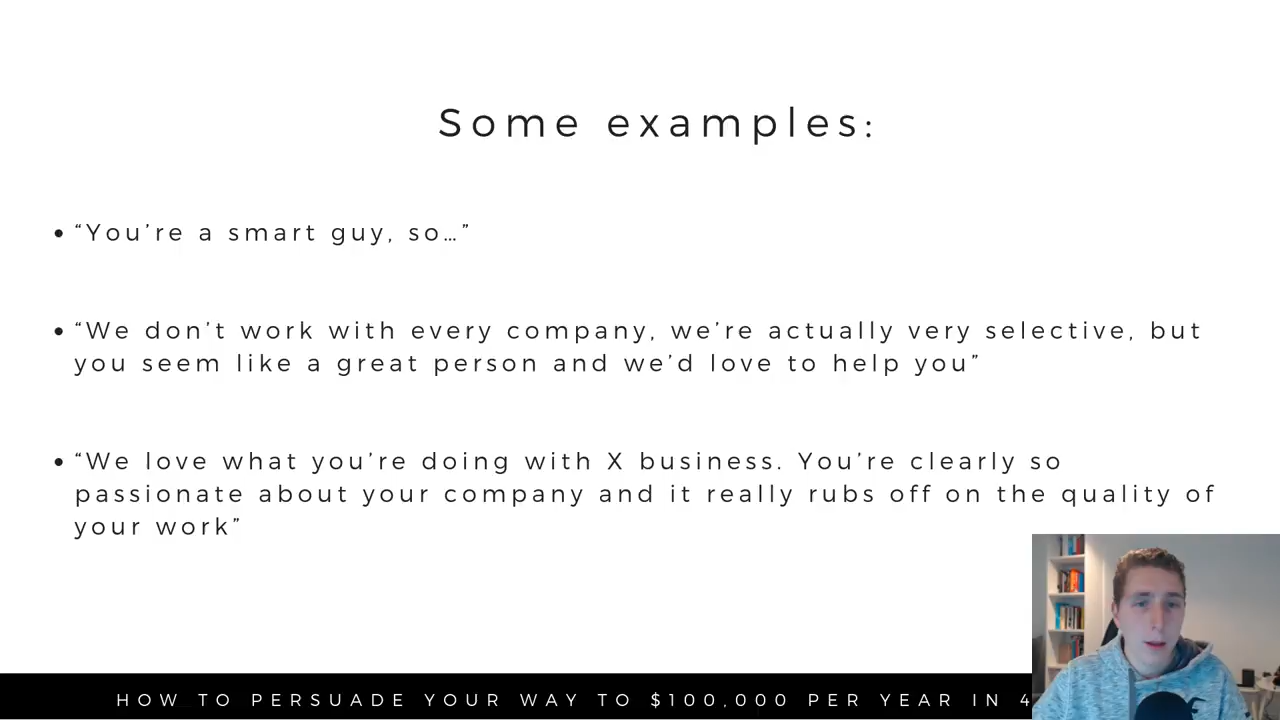 Some examples:
• “You’re a smart guy, so…”
• “We don’t work with every company, we’re actually very selective, but
you seem like a great person and we’d love to help you”
• “We love what you’re doing with X business. You’re clearly so
passionate about your company and it really rubs off on the quality of
your work”
HOW TO PERSUADE YOUR WAY TO $100,000 PER YEAR IN 4